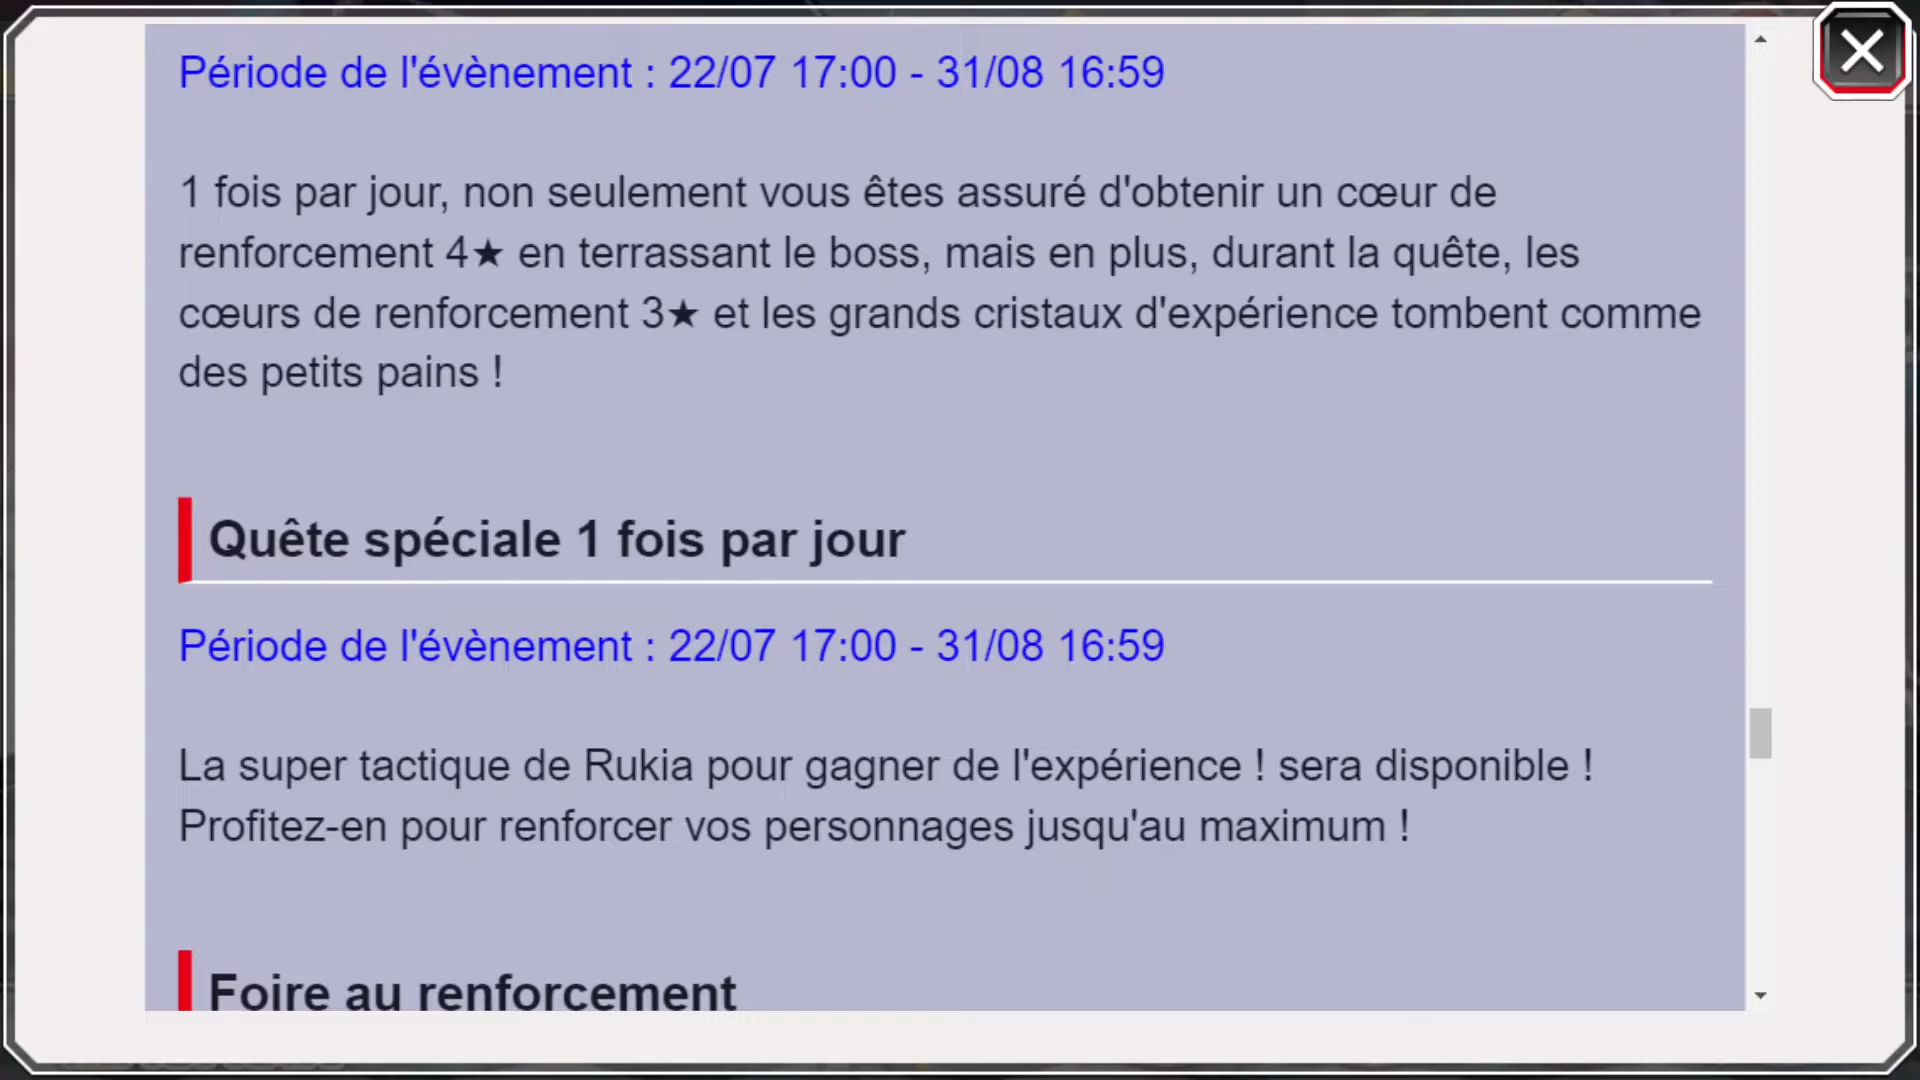 Période de l'évènement : 22/07 17:00 - 31/08 16:59
1 fois par jour, non seulement vous êtes assuré d'obtenir un cœur de
renforcement 4★ en terrassant le boss, mais en plus, durant la quête, les
cœurs de renforcement 3★ et les grands cristaux d'expérience tombent comme
des petits pains !
Quête spéciale 1 fois par jour
Période de l'évènement : 22/07 17:00 - 31/08 16:59
La super tactique de Rukia pour gagner de l'expérience ! sera disponible !
Profitez-en pour renforcer vos personnages jusqu'au maximum !
Foire au renforcement